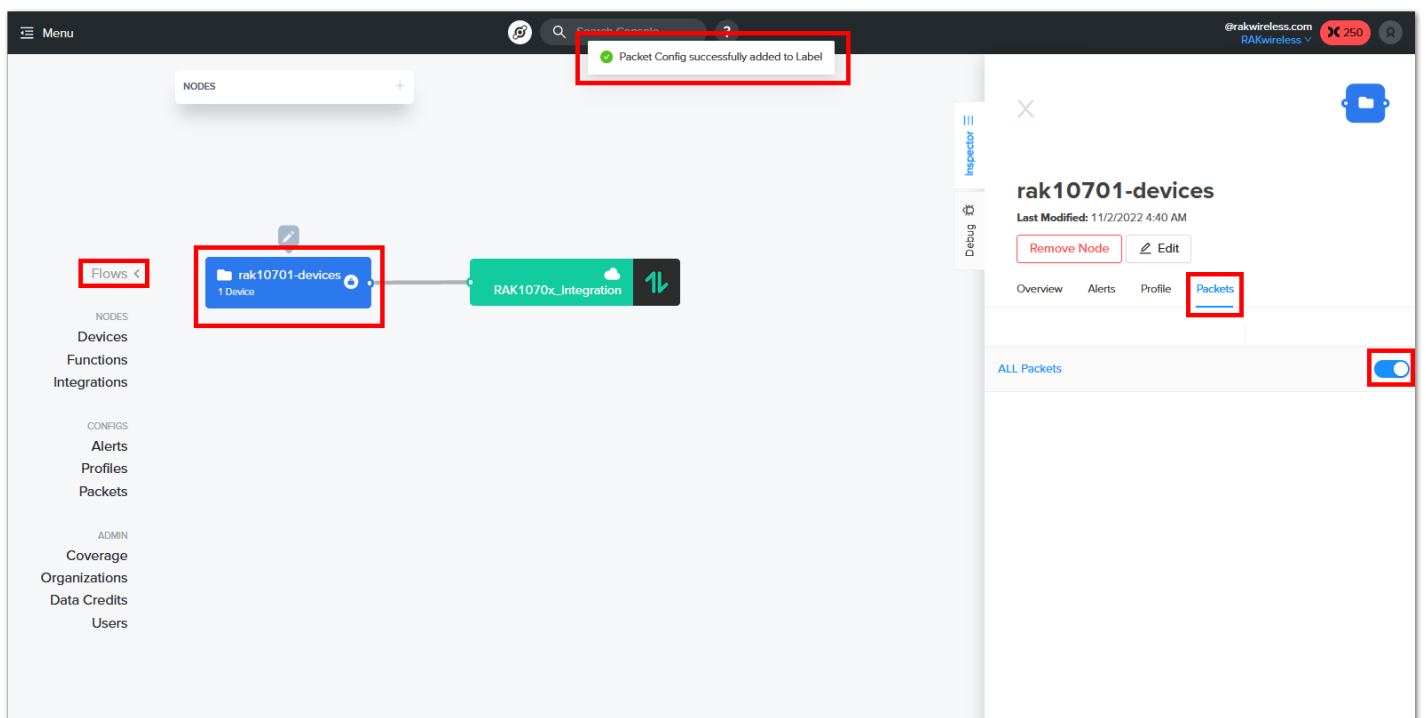 Menu
Search Console
?
@rakwireless.com
RAKwireless
250
R
Packet Config successfully added to Label
NODES
+
Inspector
Debug
X
rak10701-devices
Last Modified: 11/2/2022 4:40 AM
Remove Node
Edit
Overview
Alerts
Profile
Packets
ALL Packets
rak10701-devices
1 Device
RAK1070x_Integration
Flows
NODES
Devices
Functions
Integrations
CONFIGS
Alerts
Profiles
Packets
ADMIN
Coverage
Organizations
Data Credits
Users